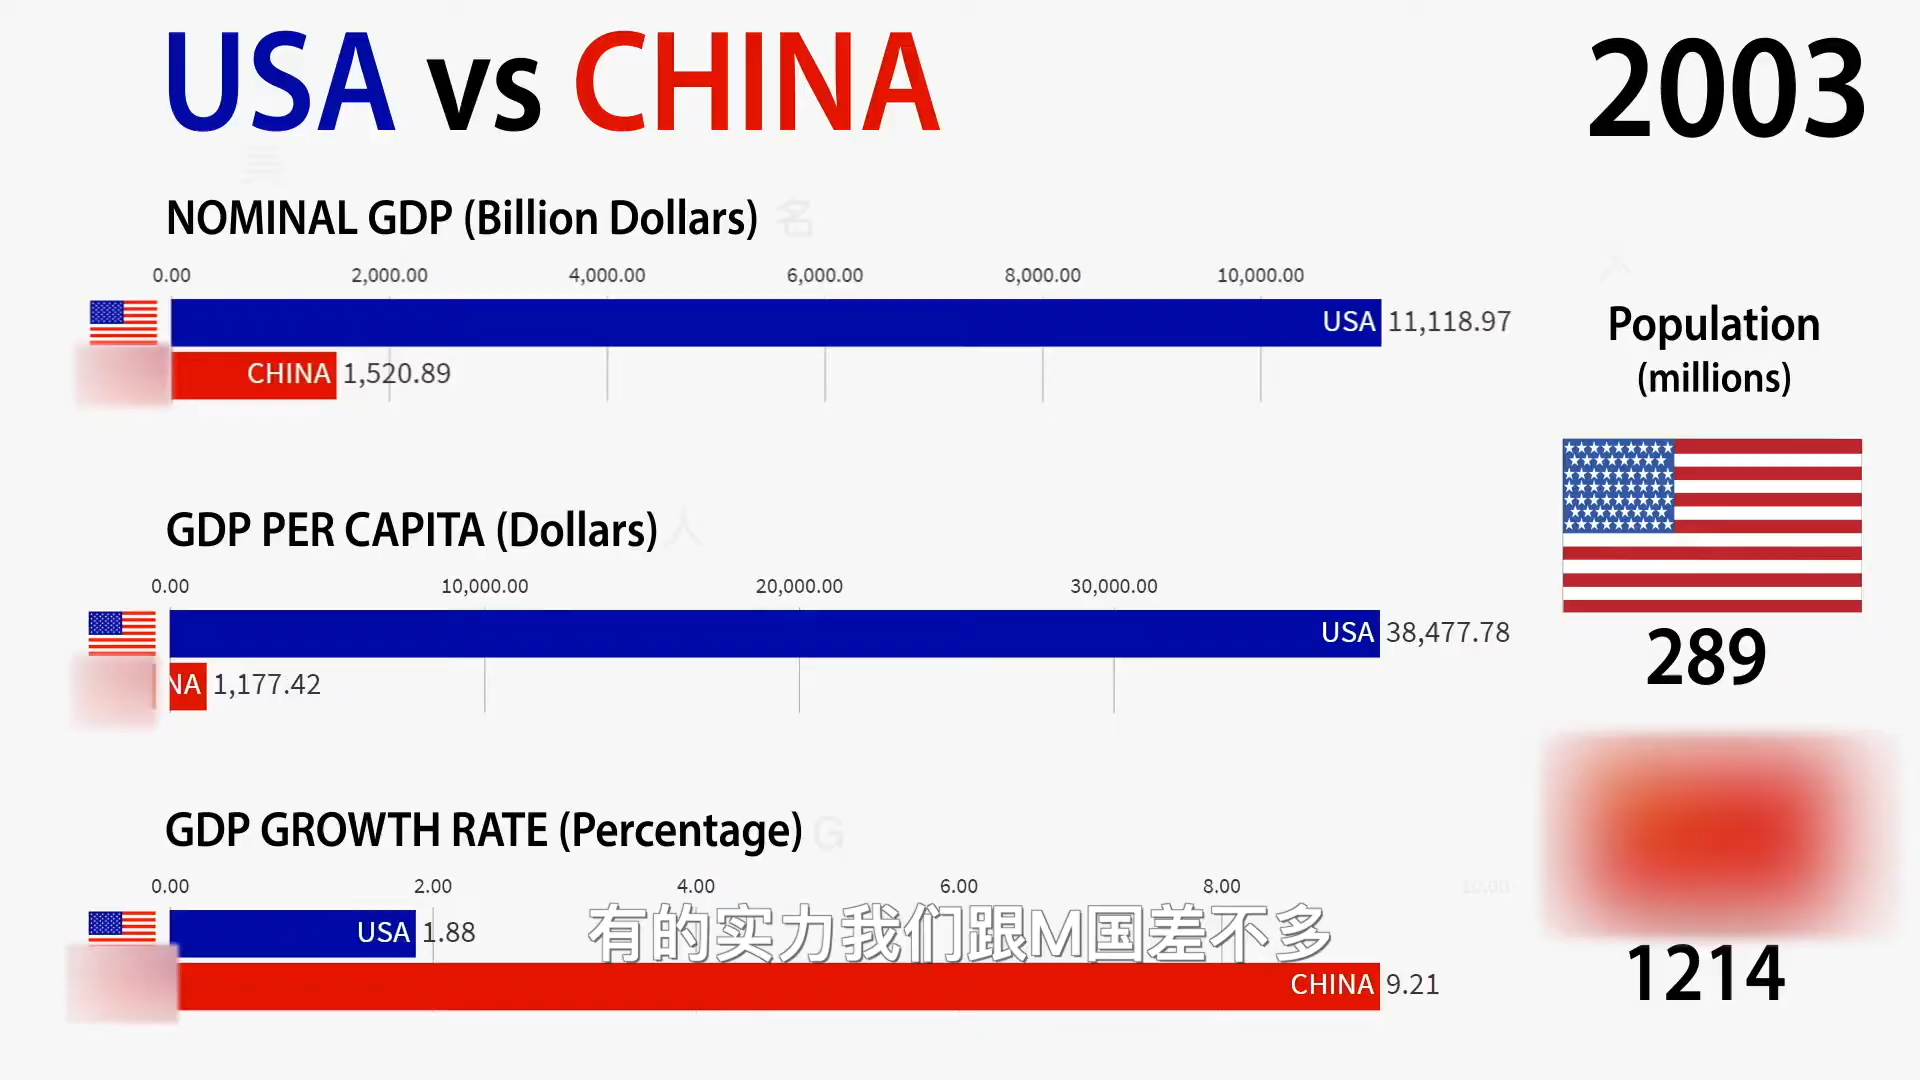 USA vs CHINA
2003
NOMINAL GDP (Billion Dollars)
0.00 2,000.00 4,000.00 6,000.00 8,000.00 10,000.00
USA 11,118.97
CHINA 1,520.89
Population
(millions)
289
1214
GDP PER CAPITA (Dollars)
0.00 10,000.00 20,000.00 30,000.00
USA 38,477.78
NA 1,177.42
GDP GROWTH RATE (Percentage)
0.00 2.00 4.00 6.00 8.00 10.00
USA 1.88
CHINA 9.21
有的实力我们跟M国差不多